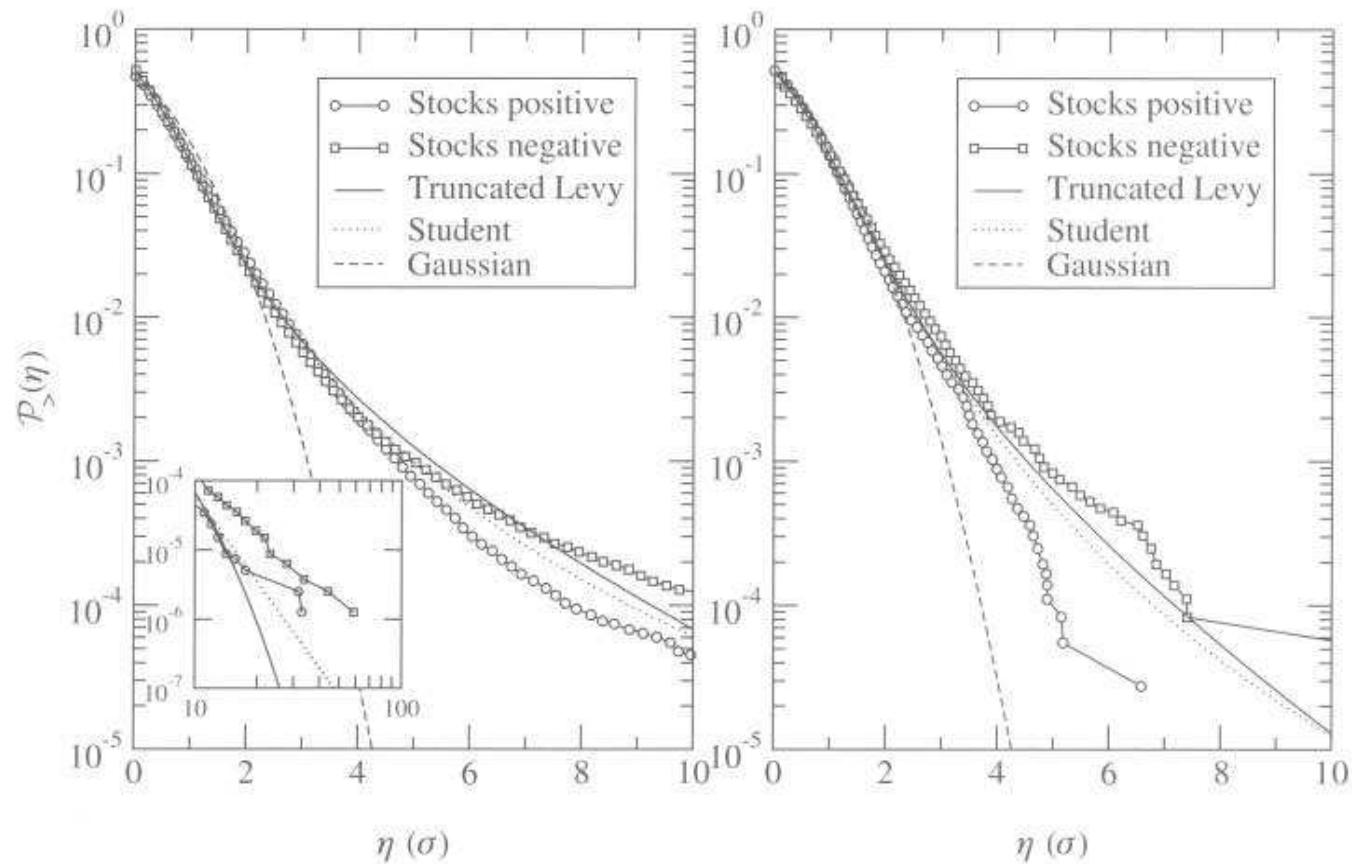 10^0
10^-1
10^-2
10^-3
10^-4
10^-5
P_>(η)
Stocks positive
Stocks negative
Truncated Levy
Student
Gaussian
10^-4
10^-5
10^-6
10^-7
10 100
0 2 4 6 8 10
η (σ)
10^0
10^-1
10^-2
10^-3
10^-4
10^-5
Stocks positive
Stocks negative
Truncated Levy
Student
Gaussian
0 2 4 6 8 10
η (σ)